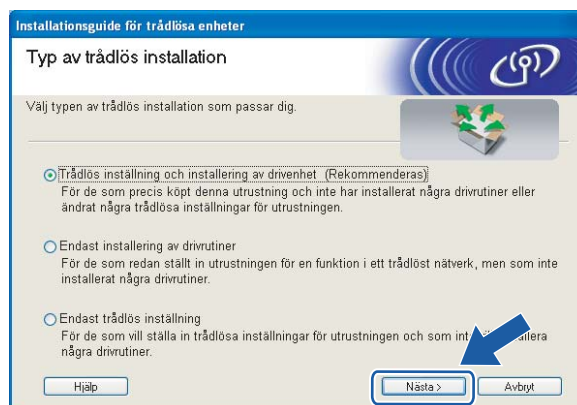 Installationsguide för trådlösa enheter
Typ av trådlös installation
Välj typen av trådlös installation som passar dig.
Trådlös inställning och installering av drivenhet (Rekommenderas)
För de som precis köpt denna utrustning och inte har installerat några drivrutiner eller
ändrat några trådlösa inställningar för utrustningen.
Endast installering av drivrutiner
För de som redan ställt in utrustningen för en funktion i ett trådlöst nätverk, men som inte
installerat några drivrutiner.
Endast trådlös inställning
För de som vill ställa in trådlösa inställningar för utrustningen och som
några drivrutiner.
Hjälp
Nästa >
Avbryt